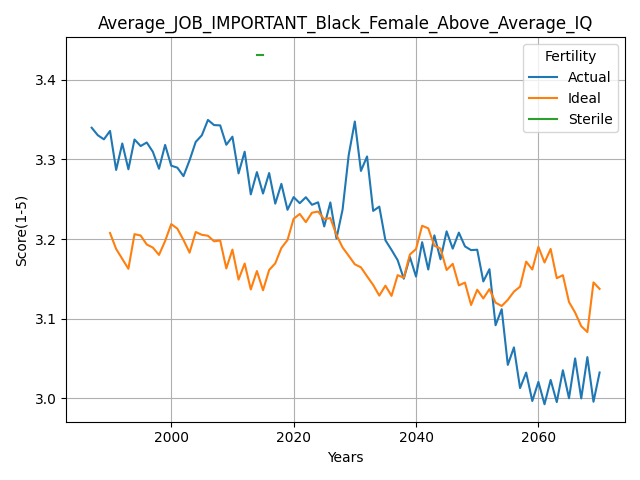 Average_JOB_IMPORTANT_Black_Female_Above_Average_IQ
Fertility
Actual
Ideal
Sterile
Score(1-5)
3.4
3.3
3.2
3.1
3.0
2000
2020
2040
2060
Years